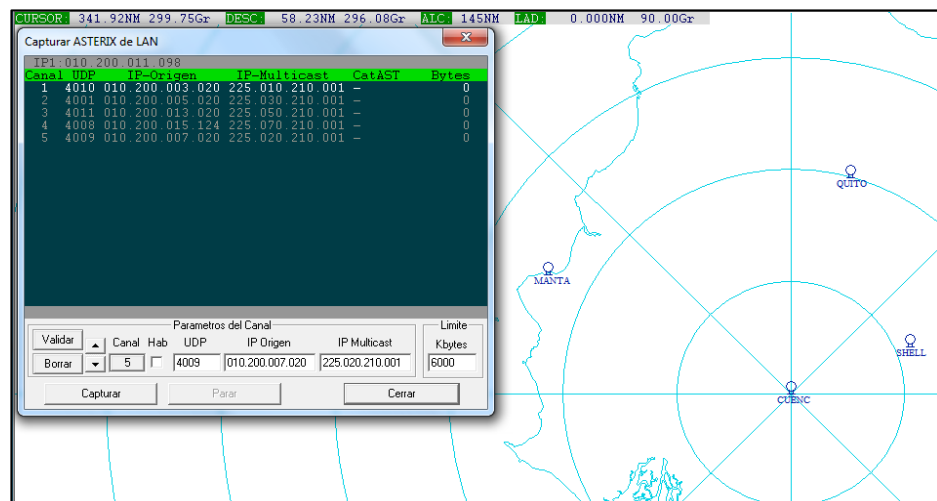 CURSOR: 341.92NM 299.75Gr DESC: 58.23NM 296.08Gr ALC: 145NM LAD: 0.000NM 90.00Gr
Capturar ASTERIX de LAN
IP1:010.200.011.098
Canal UDP IP-Origen IP-Multicast CatAST Bytes
1 4010 010.200.003.020 225.010.210.001 – 0
2 4001 010.200.005.020 225.030.210.001 – 0
3 4011 010.200.013.020 225.050.210.001 – 0
4 4008 010.200.015.124 225.070.210.001 – 0
5 4009 010.200.007.020 225.020.210.001 – 0
Parametros del Canal Limite
Validar Canal Hab UDP IP Origen IP Multicast Kbytes
Borrar 5 4009 010.200.007.020 225.020.210.001 6000
Capturar Parar Cerrar
QUITO
MANTA
SHELL
CUENC